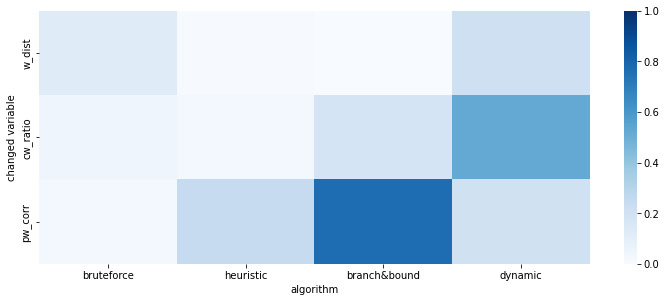 changed variable
w_dist
cw_ratio
pw_corr
bruteforce
heuristic
branch&bound
dynamic
algorithm
1.0
0.8
0.6
0.4
0.2
0.0